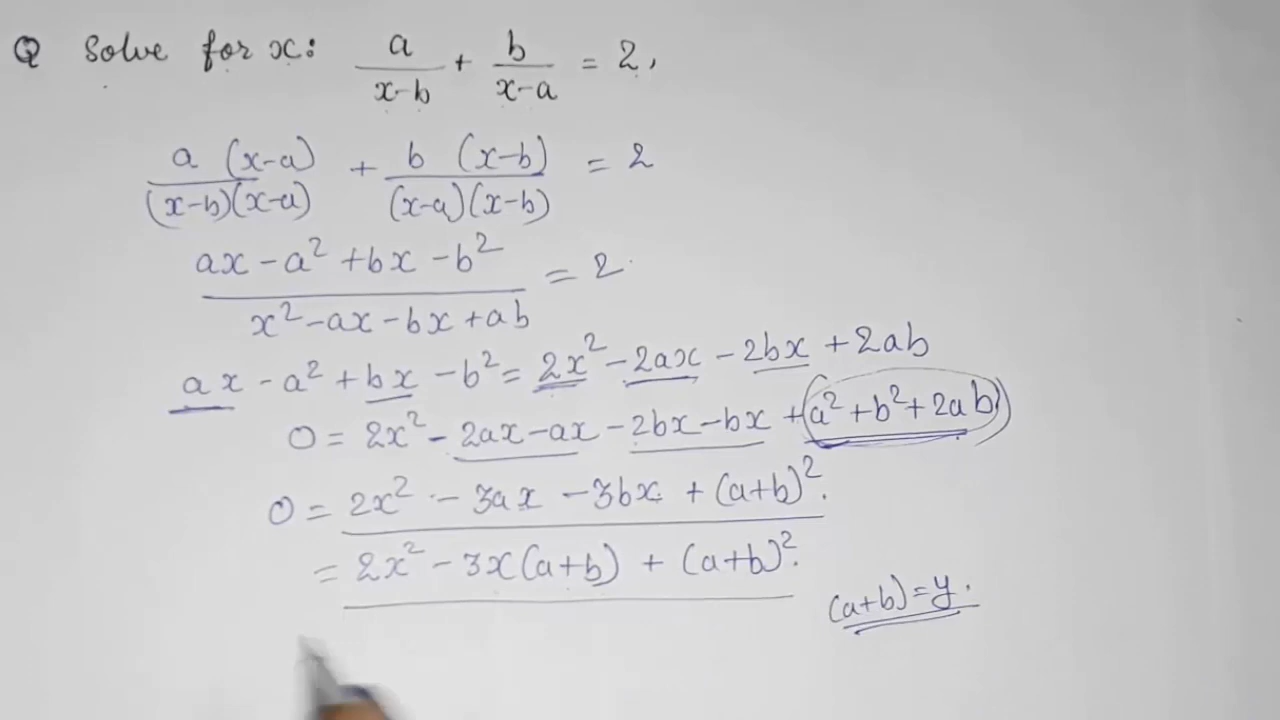 Q Solve for x: a/(x-b) + b/(x-a) = 2,
a (x-a)/(x-b)(x-a) + b (x-b)/(x-a)(x-b) = 2
(ax - a² + bx - b²)/(x² - ax - bx + ab) = 2.
ax - a² + bx - b² = 2x² - 2ax - 2bx + 2ab
0 = 2x² - 2ax - ax - 2bx - bx + (a² + b² + 2ab)
0 = 2x² - 3ax - 3bx + (a+b)².
= 2x² - 3x(a+b) + (a+b)².
(a+b) = y.